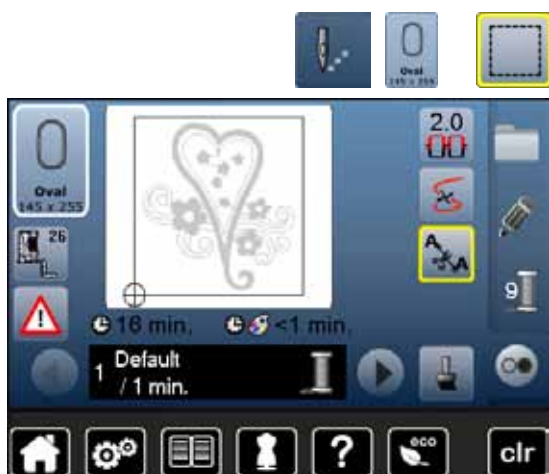 Oval
145 x 255
2.0
Oval
145 x 255
26
A
A
9
16 min.
<1 min.
1 Default
/ 1 min.
?
eco
clr